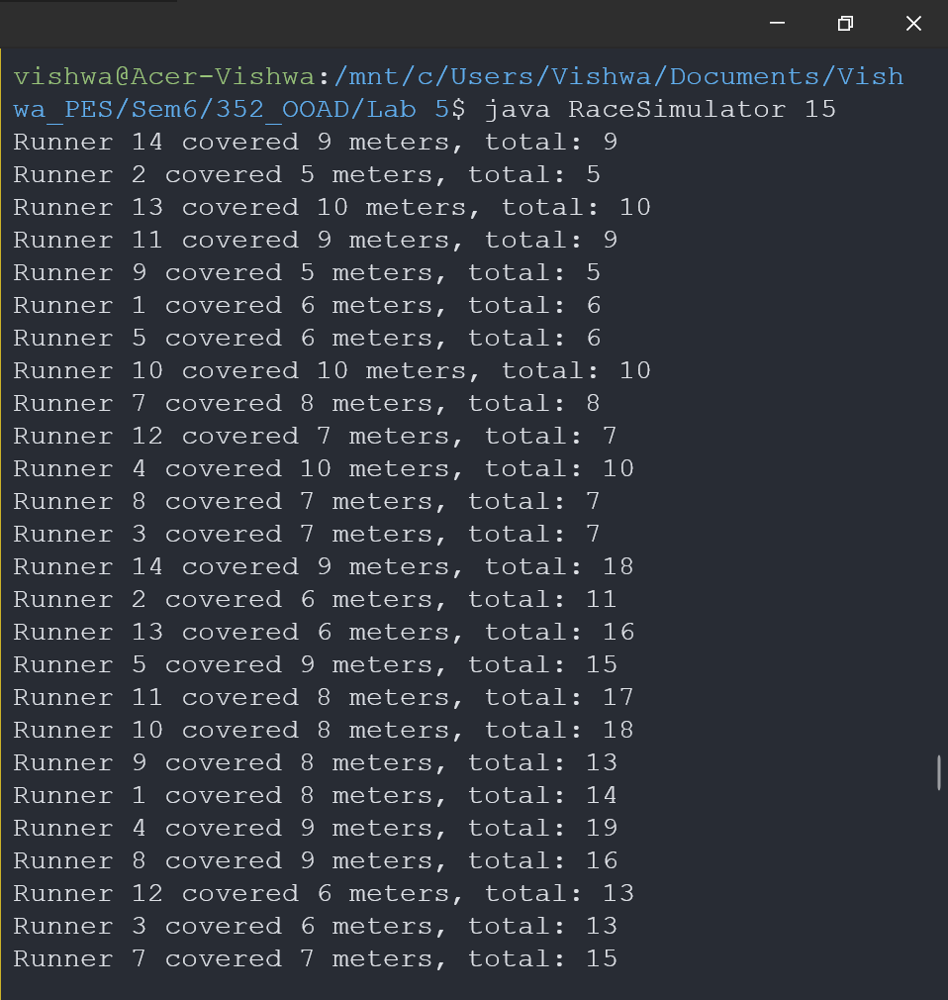 vishwa@Acer-Vishwa:/mnt/c/Users/Vishwa/Documents/Vish
wa_PES/Sem6/352_OOAD/Lab 5$ java RaceSimulator 15
Runner 14 covered 9 meters, total: 9
Runner 2 covered 5 meters, total: 5
Runner 13 covered 10 meters, total: 10
Runner 11 covered 9 meters, total: 9
Runner 9 covered 5 meters, total: 5
Runner 1 covered 6 meters, total: 6
Runner 5 covered 6 meters, total: 6
Runner 10 covered 10 meters, total: 10
Runner 7 covered 8 meters, total: 8
Runner 12 covered 7 meters, total: 7
Runner 4 covered 10 meters, total: 10
Runner 8 covered 7 meters, total: 7
Runner 3 covered 7 meters, total: 7
Runner 14 covered 9 meters, total: 18
Runner 2 covered 6 meters, total: 11
Runner 13 covered 6 meters, total: 16
Runner 5 covered 9 meters, total: 15
Runner 11 covered 8 meters, total: 17
Runner 10 covered 8 meters, total: 18
Runner 9 covered 8 meters, total: 13
Runner 1 covered 8 meters, total: 14
Runner 4 covered 9 meters, total: 19
Runner 8 covered 9 meters, total: 16
Runner 12 covered 6 meters, total: 13
Runner 3 covered 6 meters, total: 13
Runner 7 covered 7 meters, total: 15